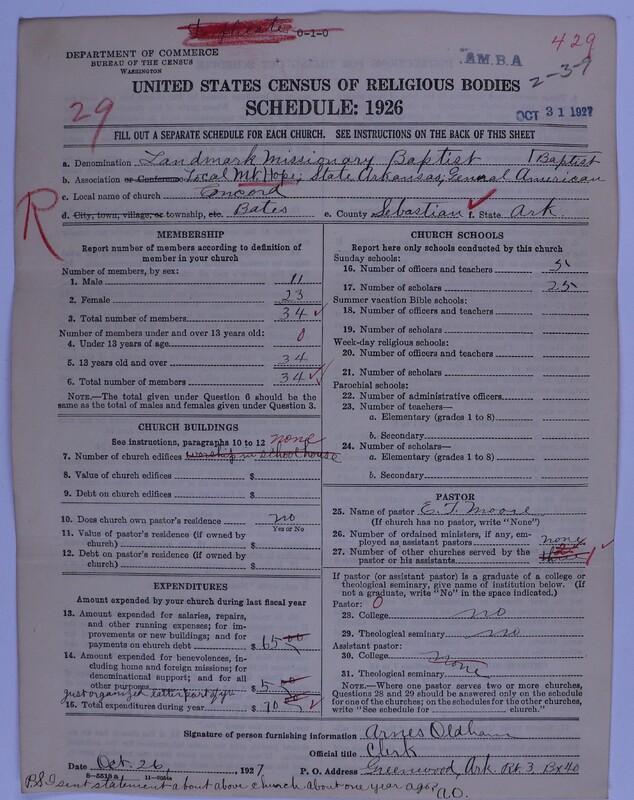 Duplicate 0-1-0
429
DEPARTMENT OF COMMERCE
BUREAU OF THE CENSUS
WASHINGTON
A.M.B.A
2-3-9
UNITED STATES CENSUS OF RELIGIOUS BODIES
SCHEDULE: 1926
29
OCT 31 1927
FILL OUT A SEPARATE SCHEDULE FOR EACH CHURCH. SEE INSTRUCTIONS ON THE BACK OF THIS SHEET
a. Denomination Landmark Missionary Baptist
b. Association or Conference Local Mt Hope; State Arkansas; General American Baptist
c. Local name of church Concord
R
d. City, town, village, or township, etc. Bates e. County Sebastian f. State Ark.
MEMBERSHIP
Report number of members according to definition of
member in your church
Number of members, by sex:
1. Male 11
2. Female 23
3. Total number of members 34
Number of members under and over 13 years old:
4. Under 13 years of age 0
5. 13 years old and over 34
6. Total number of members 34
NOTE.—The total given under Question 6 should be the
same as the total of males and females given under Question 3.
CHURCH BUILDINGS
See instructions, paragraphs 10 to 12 none
7. Number of church edifices worship in school house
8. Value of church edifices $
9. Debt on church edifices $
10. Does church own pastor's residence no
Yes or No
11. Value of pastor's residence (if owned by
church) $
12. Debt on pastor's residence (if owned by
church) $
EXPENDITURES
Amount expended by your church during last fiscal year
13. Amount expended for salaries, repairs,
and other running expenses; for im-
provements or new buildings; and for
payments on church debt $ 65 00
14. Amount expended for benevolences, in-
cluding home and foreign missions; for
denominational support; and for all
other purposes $ 5 00
just organized latter part of yr
15. Total expenditures during year $ 70 00
CHURCH SCHOOLS
Report here only schools conducted by this church
Sunday schools:
16. Number of officers and teachers 5
17. Number of scholars 25
Summer vacation Bible schools:
18. Number of officers and teachers
19. Number of scholars
Week-day religious schools:
20. Number of officers and teachers
21. Number of scholars
Parochial schools:
22. Number of administrative officers
23. Number of teachers—
a. Elementary (grades 1 to 8)
b. Secondary
24. Number of scholars—
a. Elementary (grades 1 to 8)
b. Secondary
PASTOR
25. Name of pastor E. T. Moore
(If church has no pastor, write "None")
26. Number of ordained ministers, if any, em-
ployed as assistant pastors none
27. Number of other churches served by the
pastor or his assistants
If pastor (or assistant pastor) is a graduate of a college or
theological seminary, give name of institution below. (If
not a graduate, write "No" in the space indicated.)
Pastor: 0
28. College no
29. Theological seminary no
Assistant pastor:
30. College none
31. Theological seminary
NOTE.—Where one pastor serves two or more churches,
Questions 28 and 29 should be answered only on the schedule
for one of the churches; on the schedules for the other churches,
write "See schedule for church."
Signature of person furnishing information Arnes Oldham
Official title Clerk
Date Oct. 26, 1927 P. O. Address Greenwood, Ark. Rt. 3 Bx 40
P.S. I sent statement about above church about one year ago? A.O.